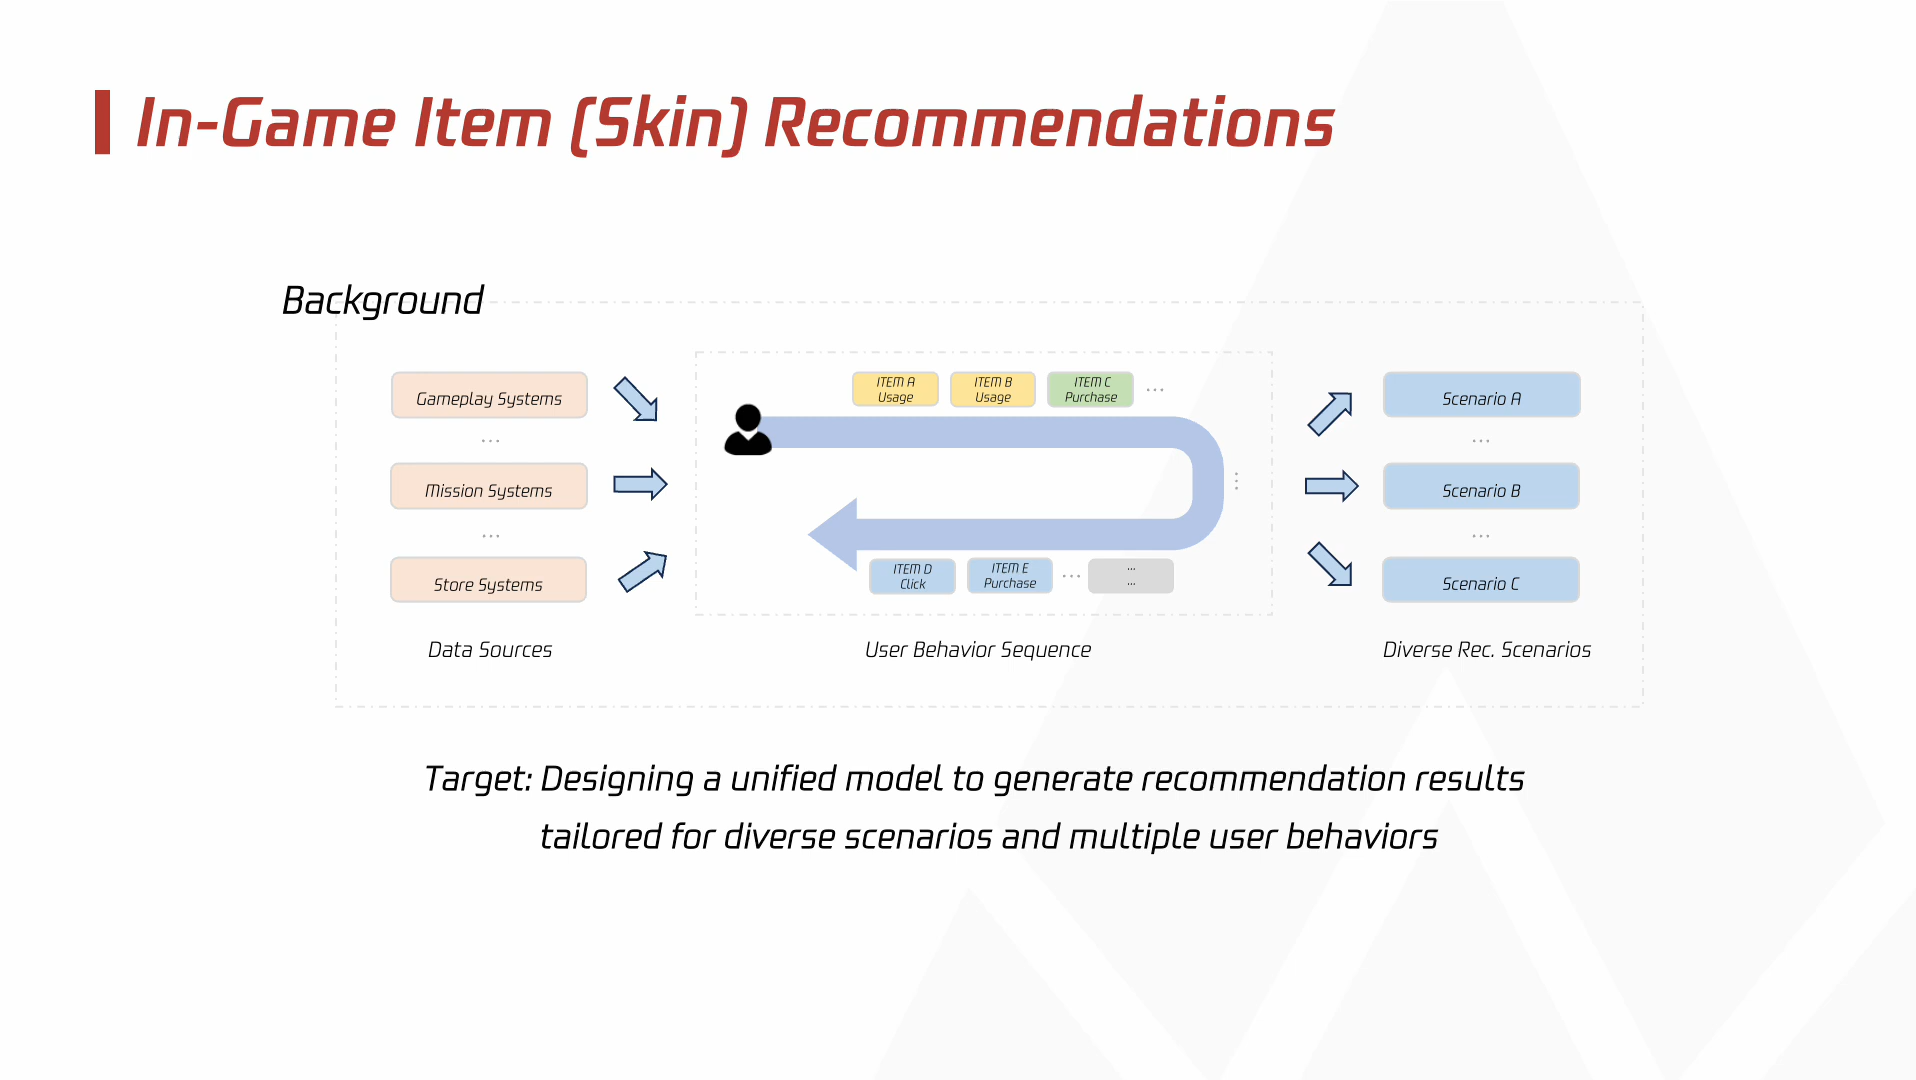 In-Game Item (Skin) Recommendations
Background
Gameplay Systems
...
Mission Systems
...
Store Systems
Data Sources
ITEM A
Usage
ITEM B
Usage
ITEM C
Purchase
...
...
ITEM D
Click
ITEM E
Purchase
...
...
...
User Behavior Sequence
Scenario A
...
Scenario B
...
Scenario C
Diverse Rec. Scenarios
Target: Designing a unified model to generate recommendation results
tailored for diverse scenarios and multiple user behaviors